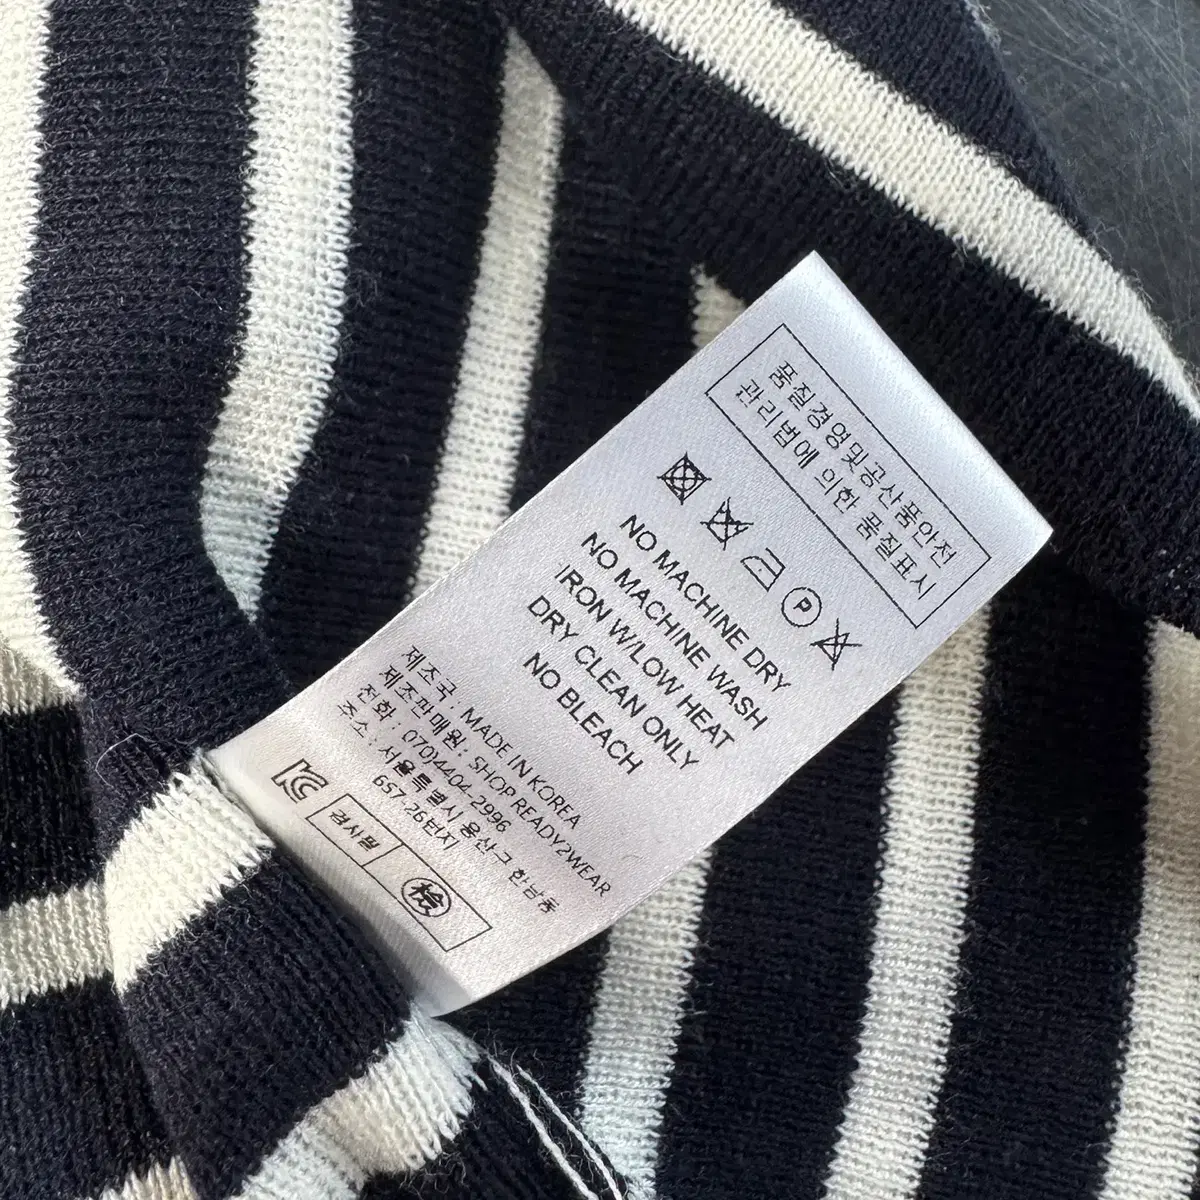 품질경영및공산품안전
관리법에 의한 품질표시
P
NO MACHINE DRY
NO MACHINE WASH
IRON W/LOW HEAT
DRY CLEAN ONLY
NO BLEACH
제조국 : MADE IN KOREA
제조판매원 : SHOP READY2WEAR
전화 : 070)4404-2996
주소 : 서울특별시 용산구 한남동
657-26번지
KC
검사필 檢